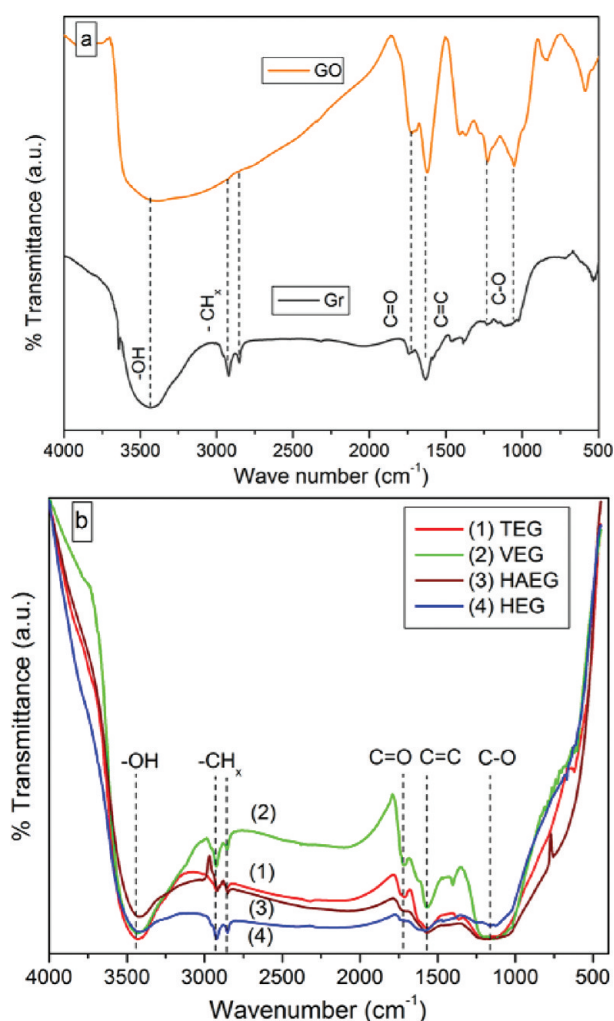 a
GO
% Transmittance (a.u.)
-OH
- CHx
Gr
C=O
C=C
C-O
4000 3500 3000 2500 2000 1500 1000 500
Wave number (cm-1)
b
(1) TEG
(2) VEG
(3) HAEG
(4) HEG
% Transmittance (a.u.)
-OH
-CHx
C=O
C=C
C-O
(2)
(1)
(3)
(4)
4000 3500 3000 2500 2000 1500 1000 500
Wavenumber (cm-1)